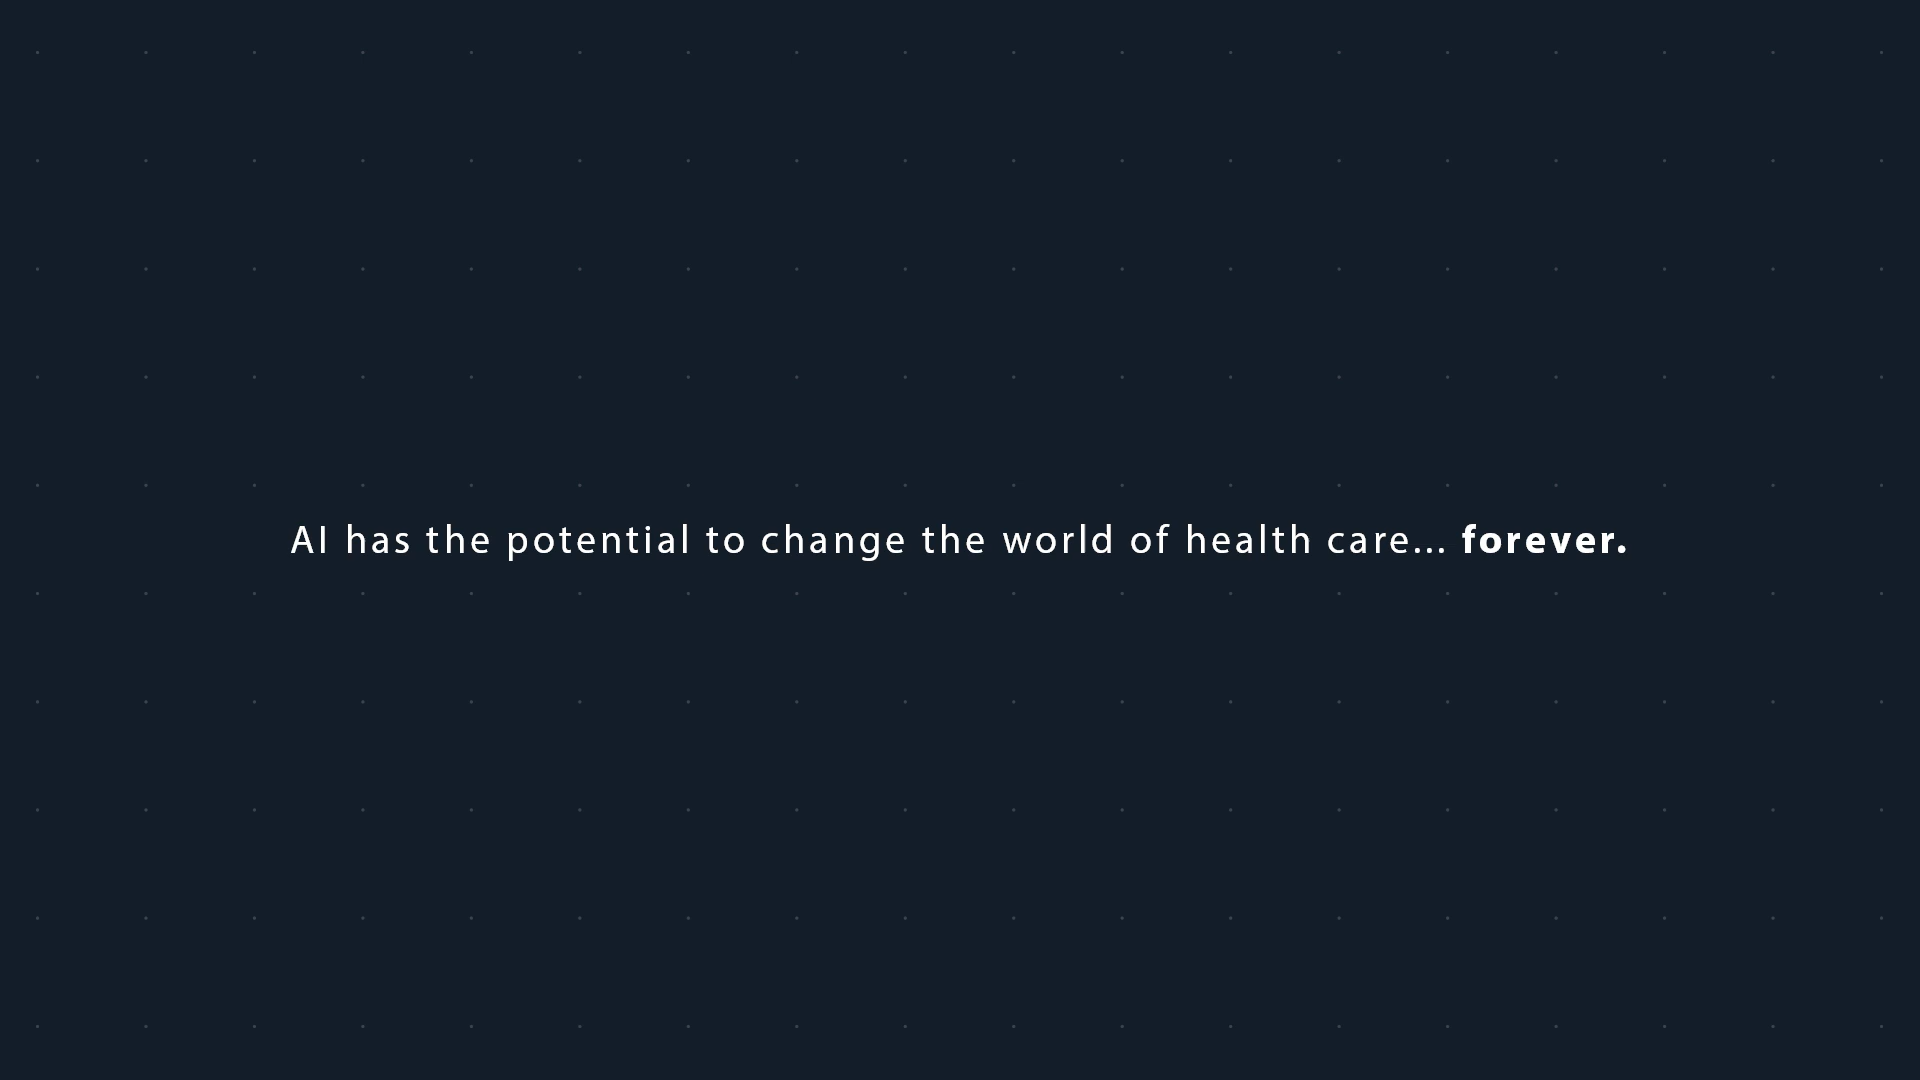 AI has the potential to change the world of health care... forever.